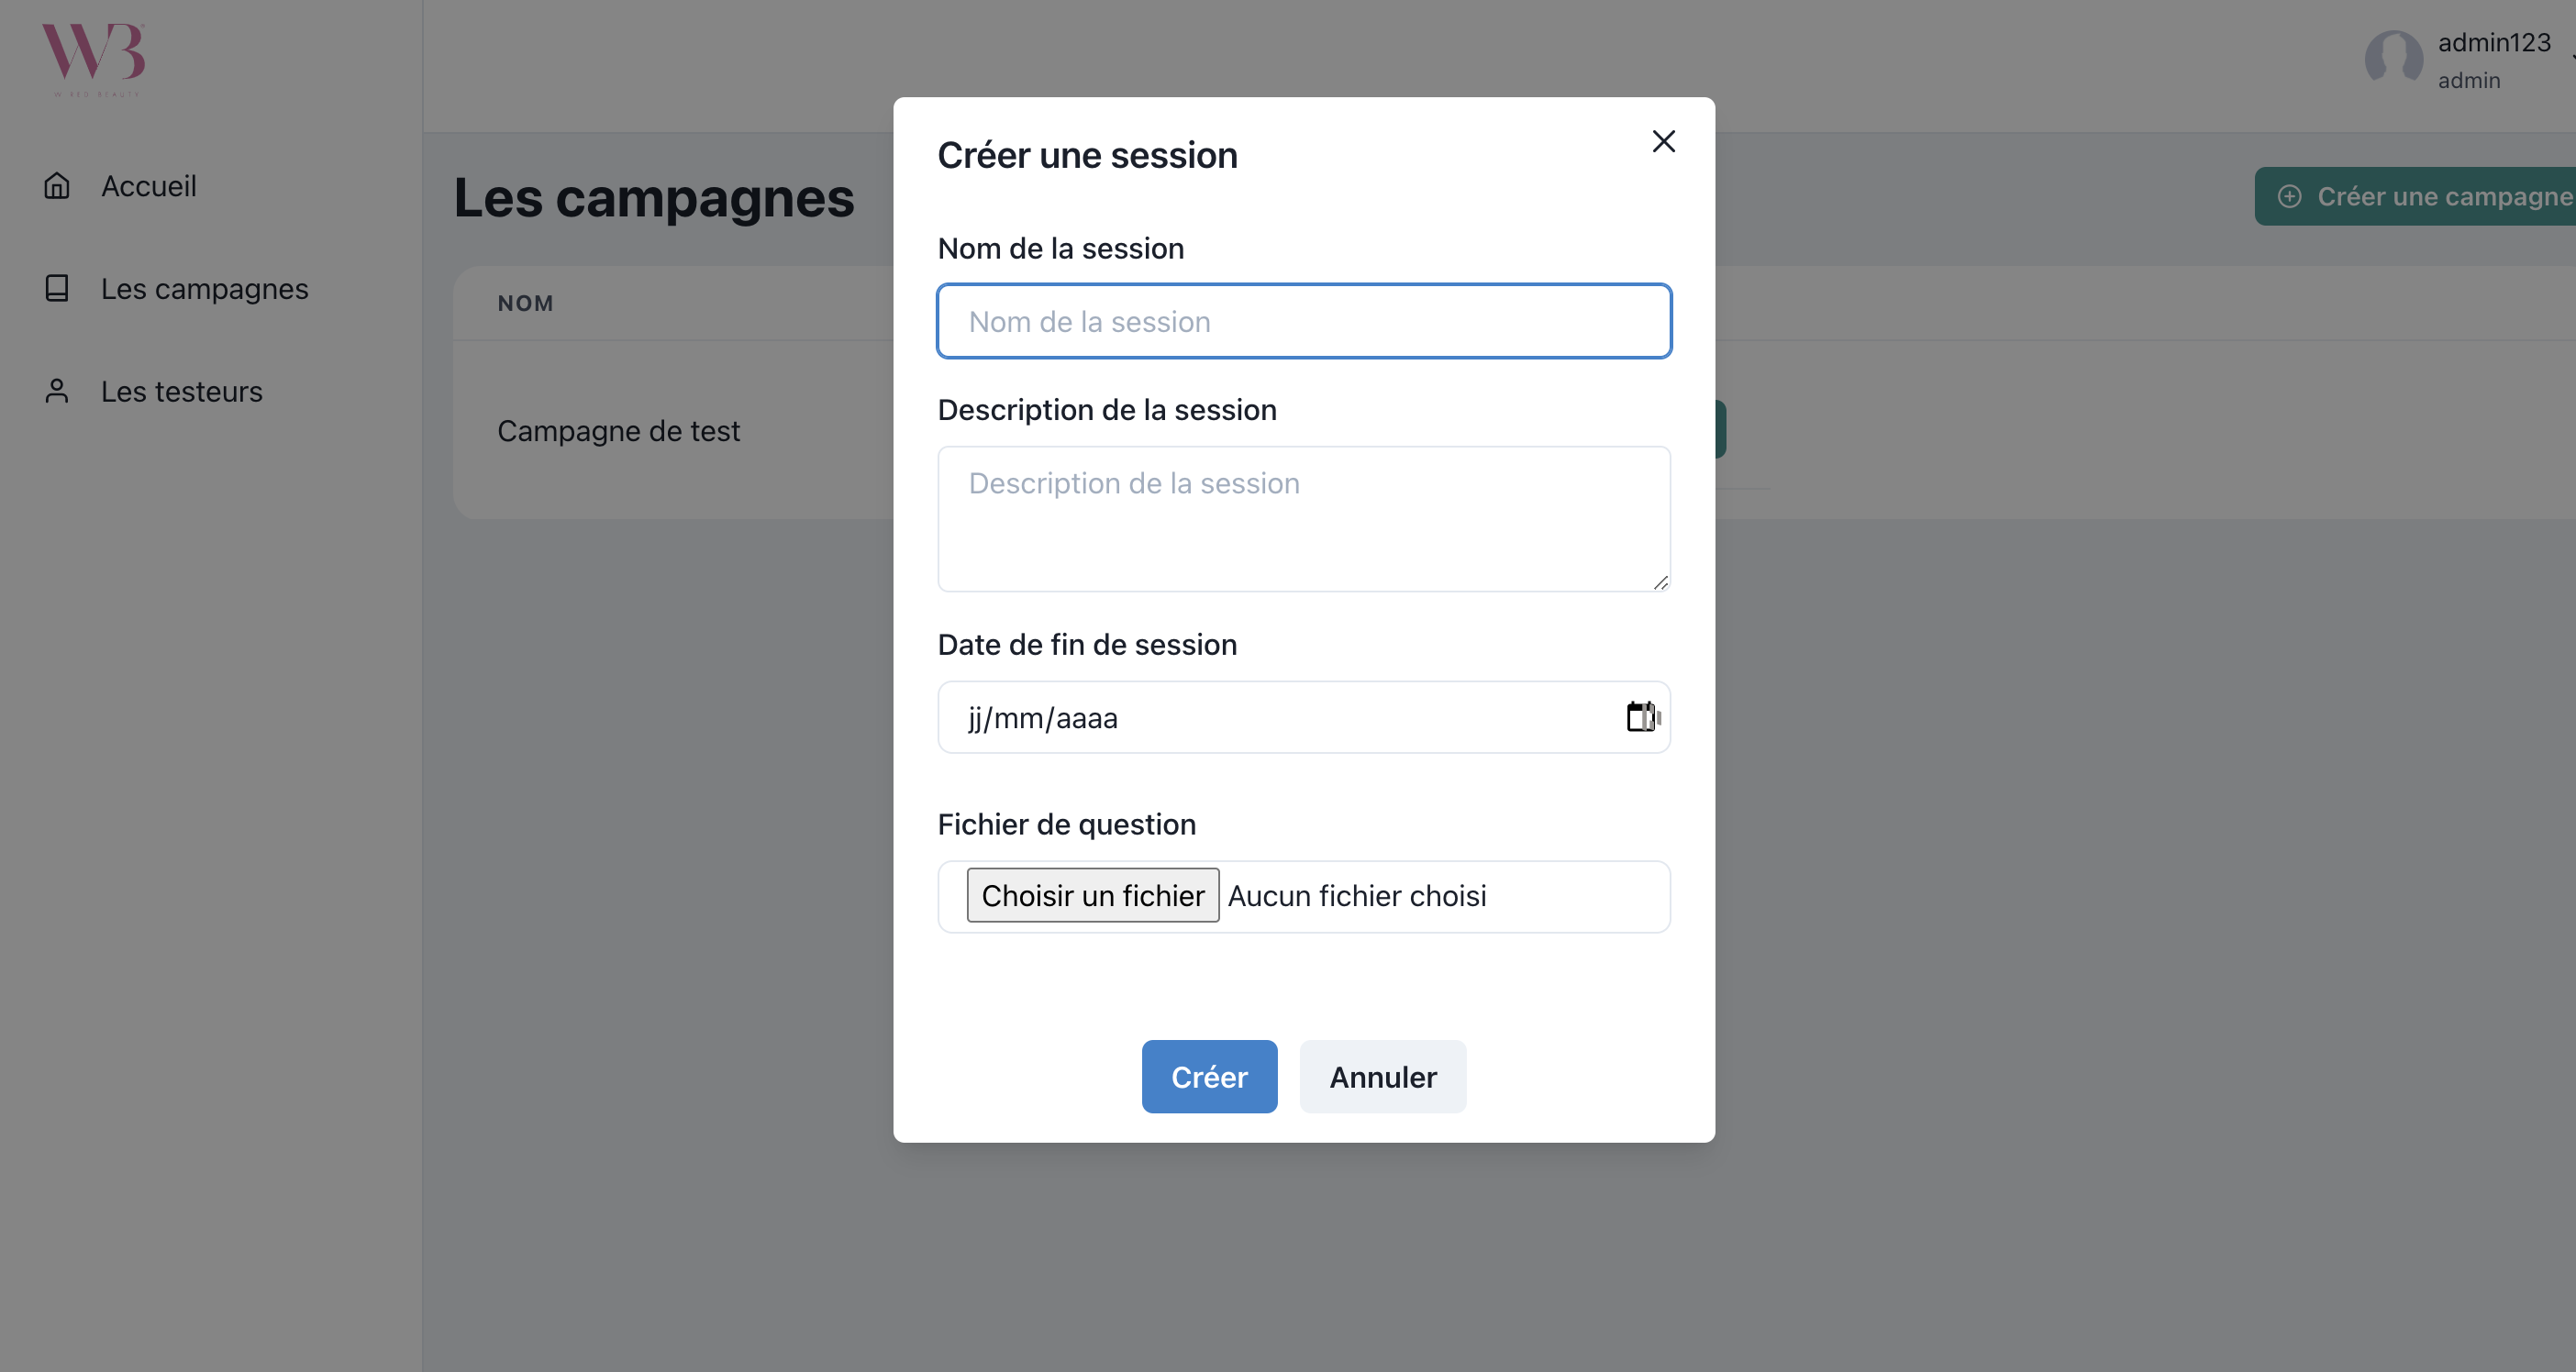 WB
WIRED BEAUTY
admin123
admin
Accueil
Les campagnes
Les testeurs
Les campagnes
Créer une campagne
NOM
Campagne de test
Créer une session
Nom de la session
Nom de la session
Description de la session
Description de la session
Date de fin de session
jj/mm/aaaa
Fichier de question
Choisir un fichier Aucun fichier choisi
Créer
Annuler